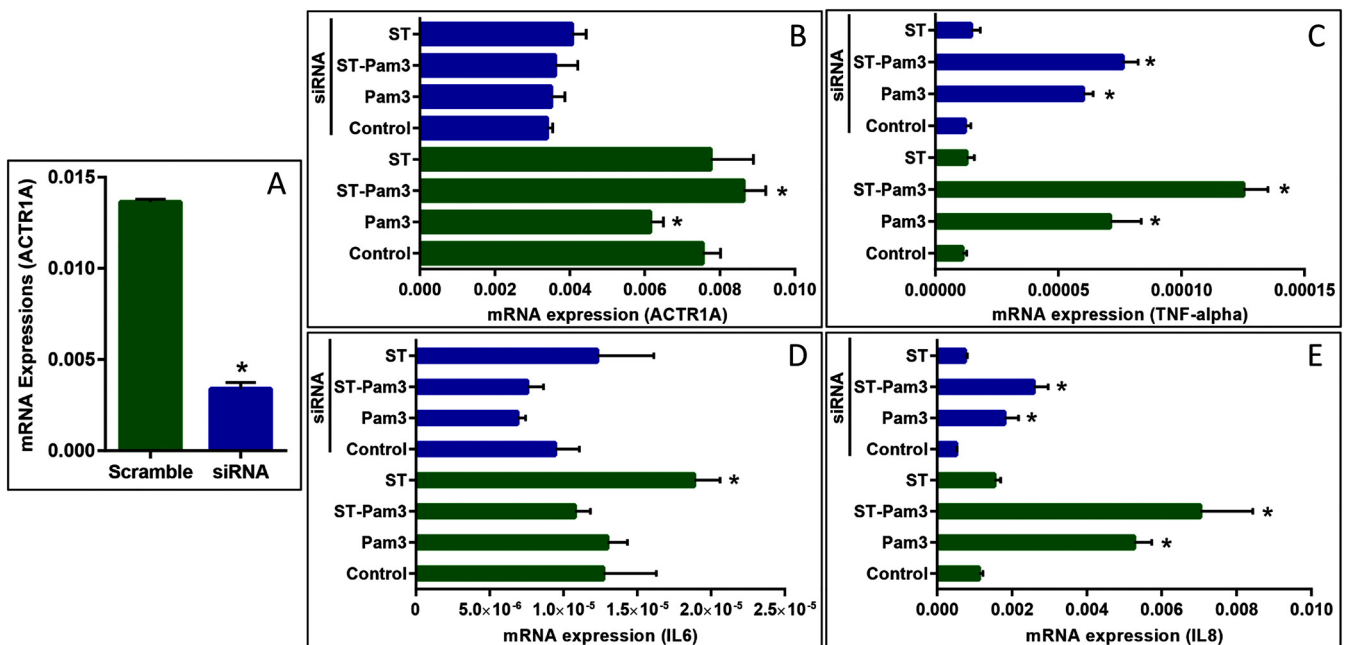 A
mRNA Expressions (ACTR1A)
0.015
0.010
0.005
0.000
*
Scramble siRNA
B
siRNA
ST
ST-Pam3
Pam3
Control
ST
ST-Pam3 *
Pam3 *
Control
0.000 0.002 0.004 0.006 0.008 0.010
mRNA expression (ACTR1A)
C
siRNA
ST
ST-Pam3 *
Pam3 *
Control
ST
ST-Pam3 *
Pam3 *
Control
0.00000 0.00005 0.00010 0.00015
mRNA expression (TNF-alpha)
D
siRNA
ST
ST-Pam3
Pam3
Control
ST *
ST-Pam3
Pam3
Control
0 5.0×10⁻⁶ 1.0×10⁻⁵ 1.5×10⁻⁵ 2.0×10⁻⁵ 2.5×10⁻⁵
mRNA expression (IL6)
E
siRNA
ST
ST-Pam3 *
Pam3 *
Control
ST
ST-Pam3 *
Pam3 *
Control
0.000 0.002 0.004 0.006 0.008 0.010
mRNA expression (IL8)